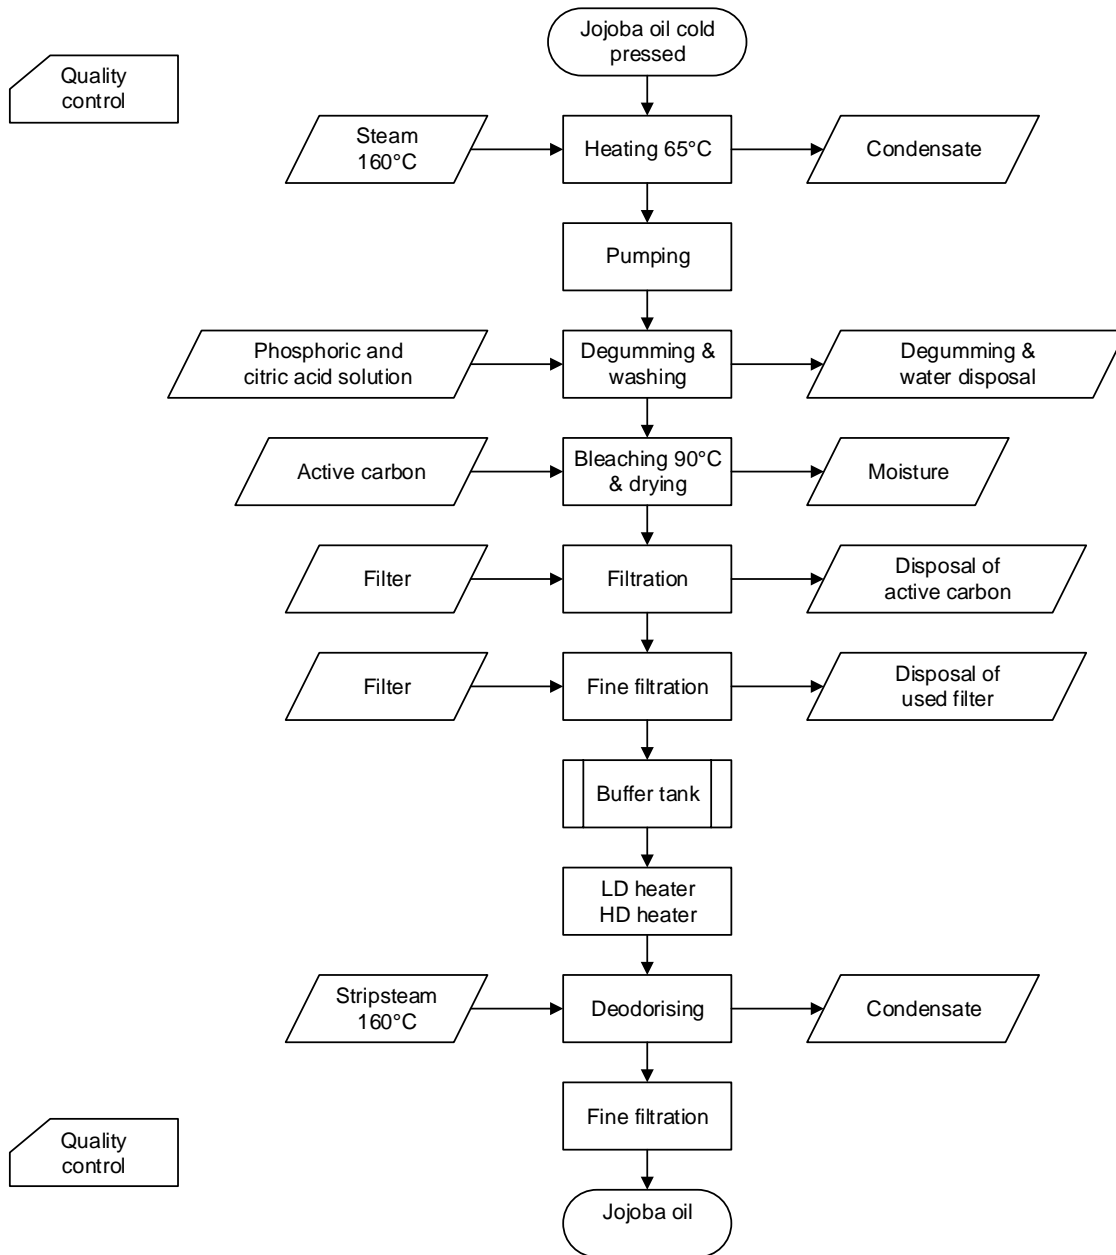 Jojoba oil cold
pressed
Quality
control
Steam
160°C
Heating 65°C
Condensate
Pumping
Phosphoric and
citric acid solution
Degumming &
washing
Degumming &
water disposal
Active carbon
Bleaching 90°C
& drying
Moisture
Filter
Filtration
Disposal of
active carbon
Filter
Fine filtration
Disposal of
used filter
Buffer tank
LD heater
HD heater
Stripsteam
160°C
Deodorising
Condensate
Fine filtration
Quality
control
Jojoba oil